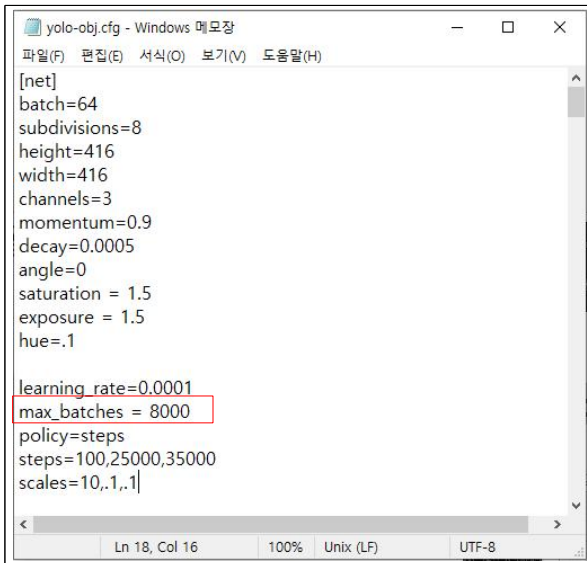 yolo-obj.cfg - Windows 메모장
파일(F) 편집(E) 서식(O) 보기(V) 도움말(H)
[net]
batch=64
subdivisions=8
height=416
width=416
channels=3
momentum=0.9
decay=0.0005
angle=0
saturation = 1.5
exposure = 1.5
hue=.1

learning_rate=0.0001
max_batches = 8000
policy=steps
steps=100,25000,35000
scales=10,.1,.1
Ln 18, Col 16 100% Unix (LF) UTF-8